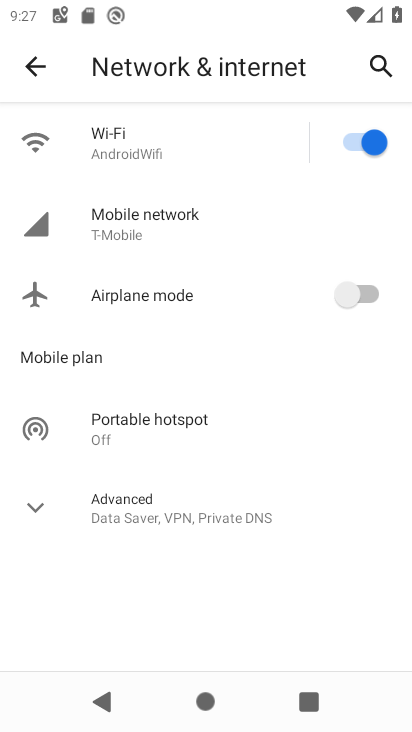 9:27
Network & internet
Wi-Fi
AndroidWifi
Mobile network
T-Mobile
Airplane mode
Mobile plan
Portable hotspot
Off
Advanced
Data Saver, VPN, Private DNS